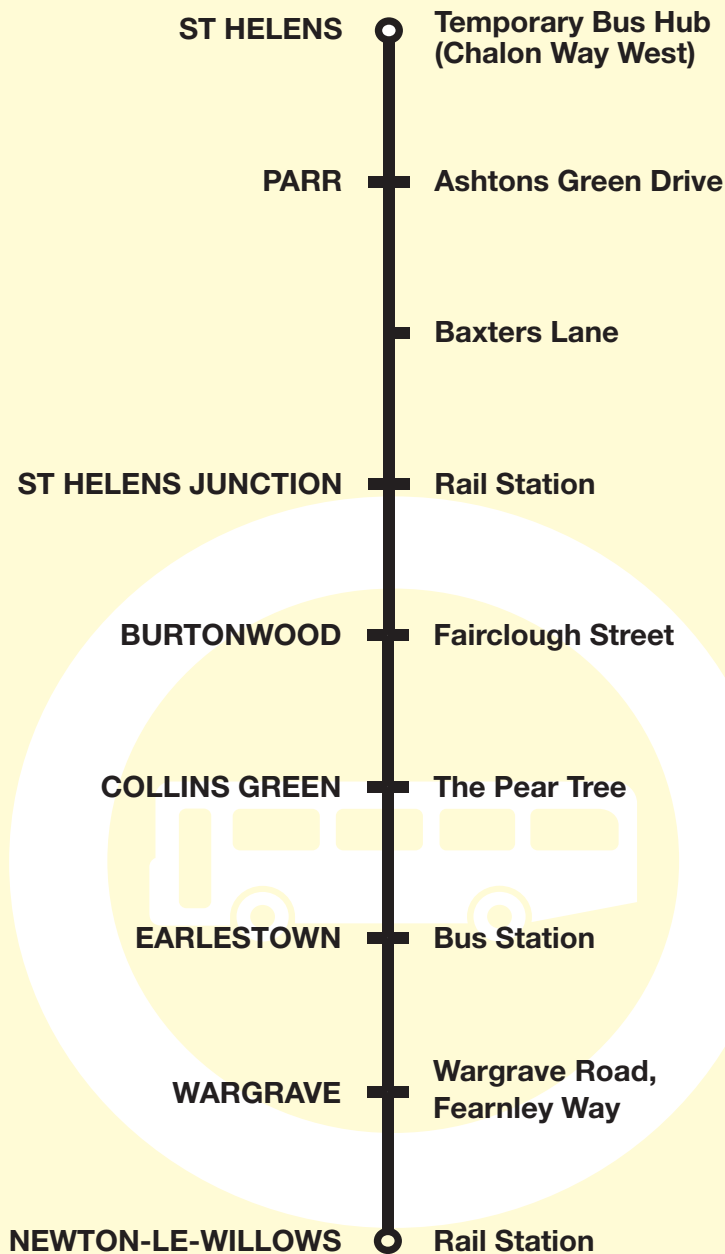 ST HELENS Temporary Bus Hub
(Chalon Way West)
PARR Ashtons Green Drive
Baxters Lane
ST HELENS JUNCTION Rail Station
BURTONWOOD Fairclough Street
COLLINS GREEN The Pear Tree
EARLESTOWN Bus Station
WARGRAVE Wargrave Road,
Fearnley Way
NEWTON-LE-WILLOWS Rail Station